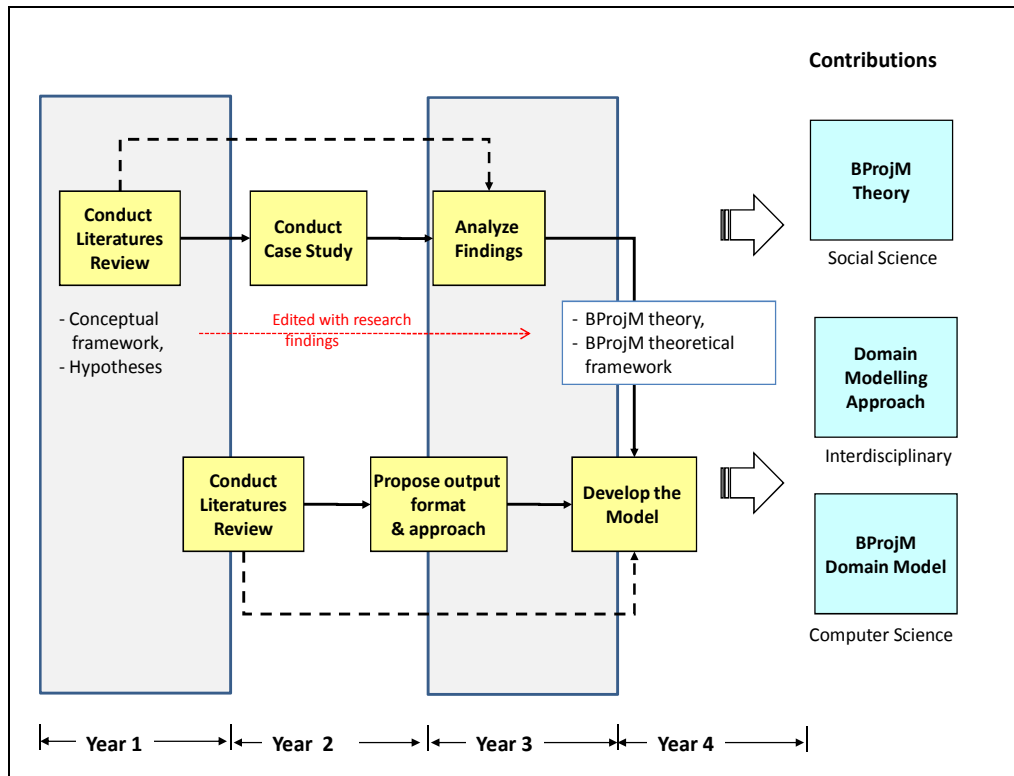 Contributions
BProjM
Theory
Social Science
Conduct
Literatures
Review
Conduct
Case Study
Analyze
Findings
- Conceptual
framework,
- Hypotheses
Edited with research
findings
- BProjM theory,
- BProjM theoretical
framework
Domain
Modelling
Approach
Interdisciplinary
Conduct
Literatures
Review
Propose output
format
& approach
Develop the
Model
BProjM
Domain Model
Computer Science
Year 1
Year 2
Year 3
Year 4